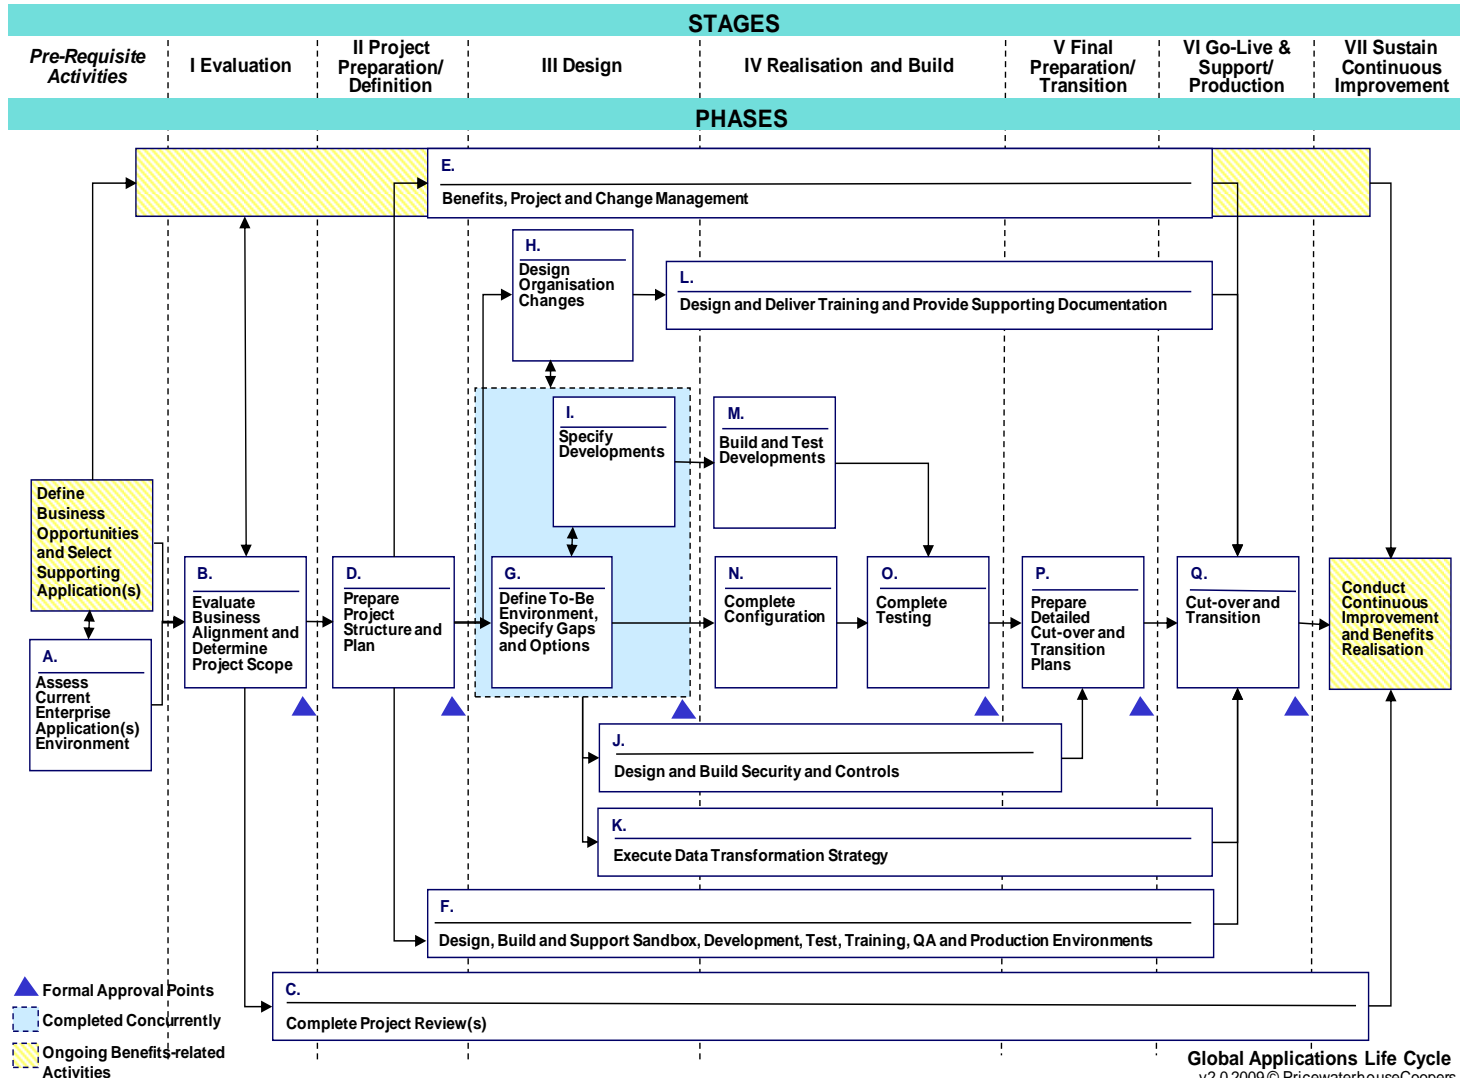 STAGES
Pre-Requisite
Activities
I Evaluation
II Project
Preparation/
Definition
III Design
IV Realisation and Build
V Final
Preparation/
Transition
VI Go-Live &
Support/
Production
VII Sustain
Continuous
Improvement
PHASES
E.
Benefits, Project and Change Management
H.
Design
Organisation
Changes
L.
Design and Deliver Training and Provide Supporting Documentation
I.
Specify
Developments
M.
Build and Test
Developments
Define
Business
Opportunities
and Select
Supporting
Application(s)
A.
Assess
Current
Enterprise
Application(s)
Environment
B.
Evaluate
Business
Alignment and
Determine
Project Scope
D.
Prepare
Project
Structure and
Plan
G.
Define To-Be
Environment,
Specify Gaps
and Options
N.
Complete
Configuration
O.
Complete
Testing
P.
Prepare
Detailed
Cut-over and
Transition
Plans
Q.
Cut-over and
Transition
Conduct
Continuous
Improvement
and Benefits
Realisation
J.
Design and Build Security and Controls
K.
Execute Data Transformation Strategy
F.
Design, Build and Support Sandbox, Development, Test, Training, QA and Production Environments
C.
Complete Project Review(s)
Formal Approval Points
Completed Concurrently
Ongoing Benefits-related
Activities
Global Applications Life Cycle
v2.0 2009 © PricewaterhouseCoopers